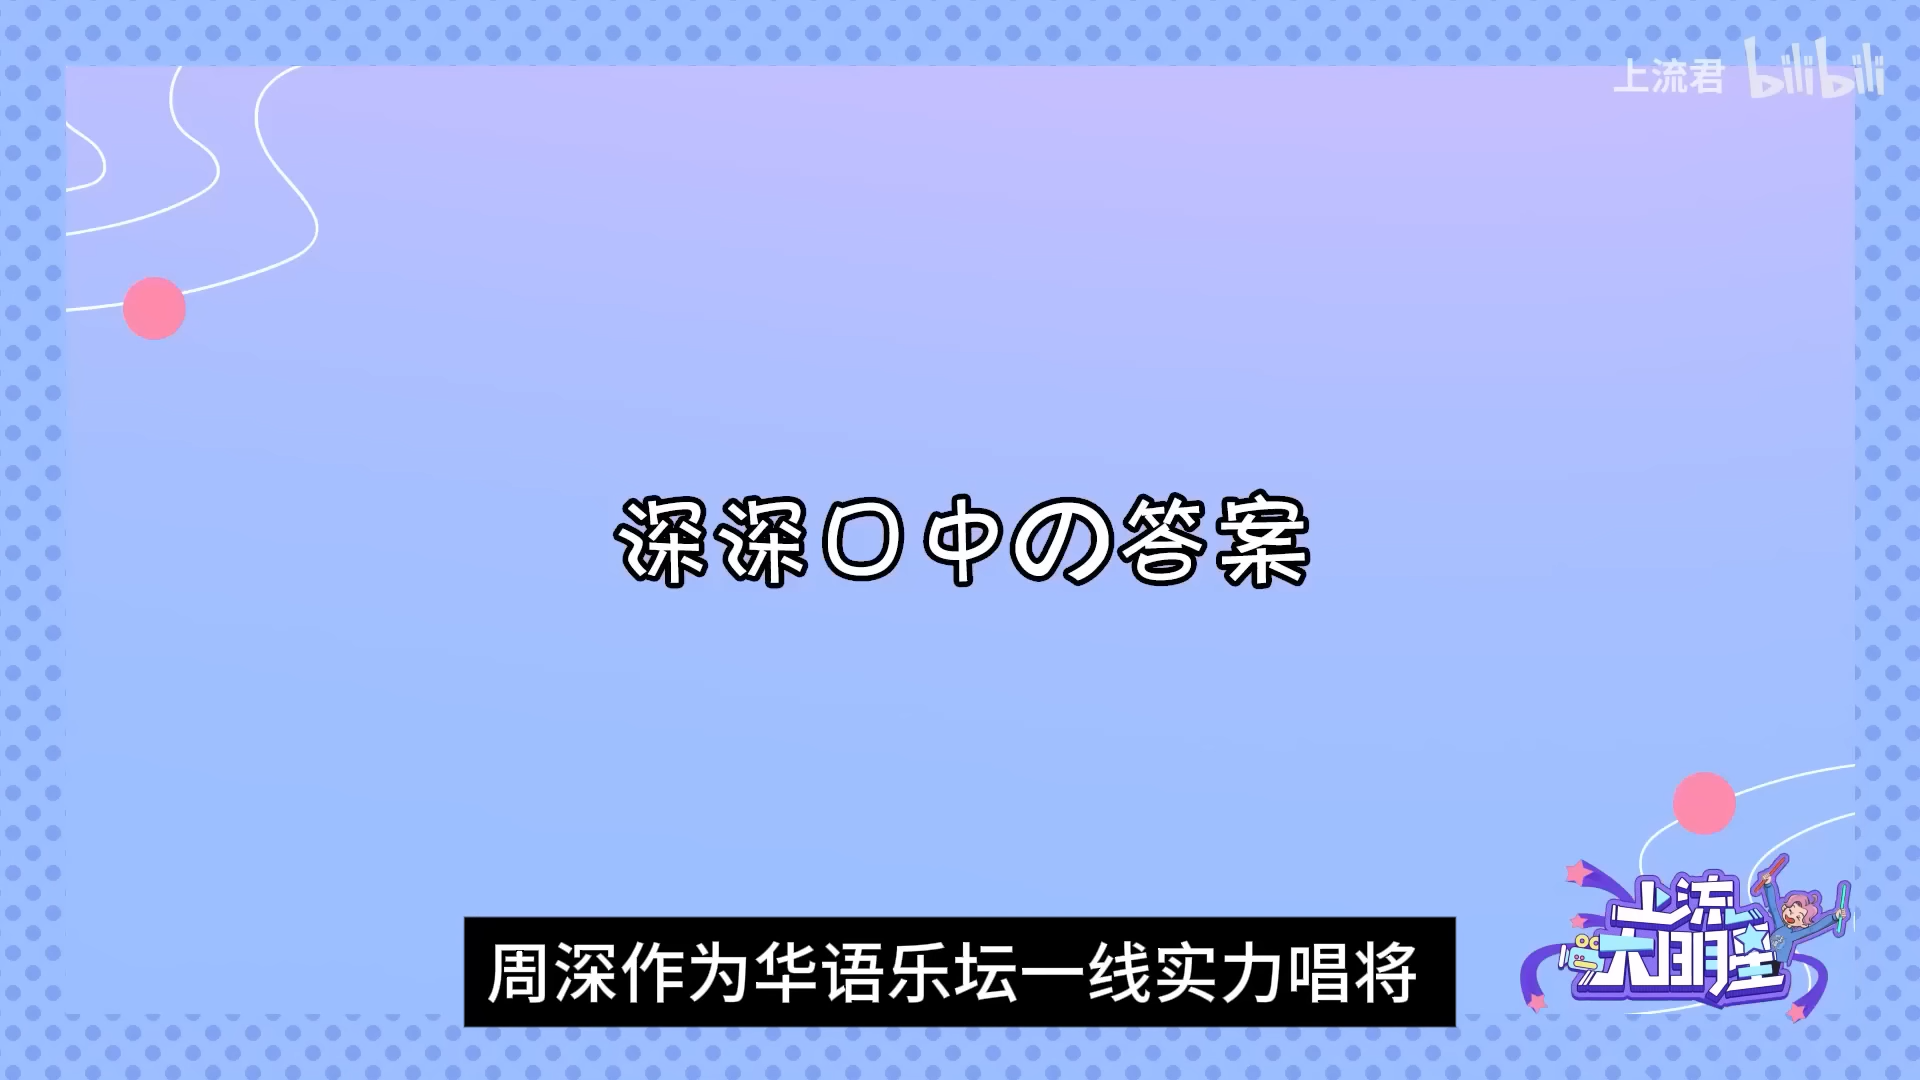 上流君 bilibili
深深口中の答案
上流
大明星
周深作为华语乐坛一线实力唱将